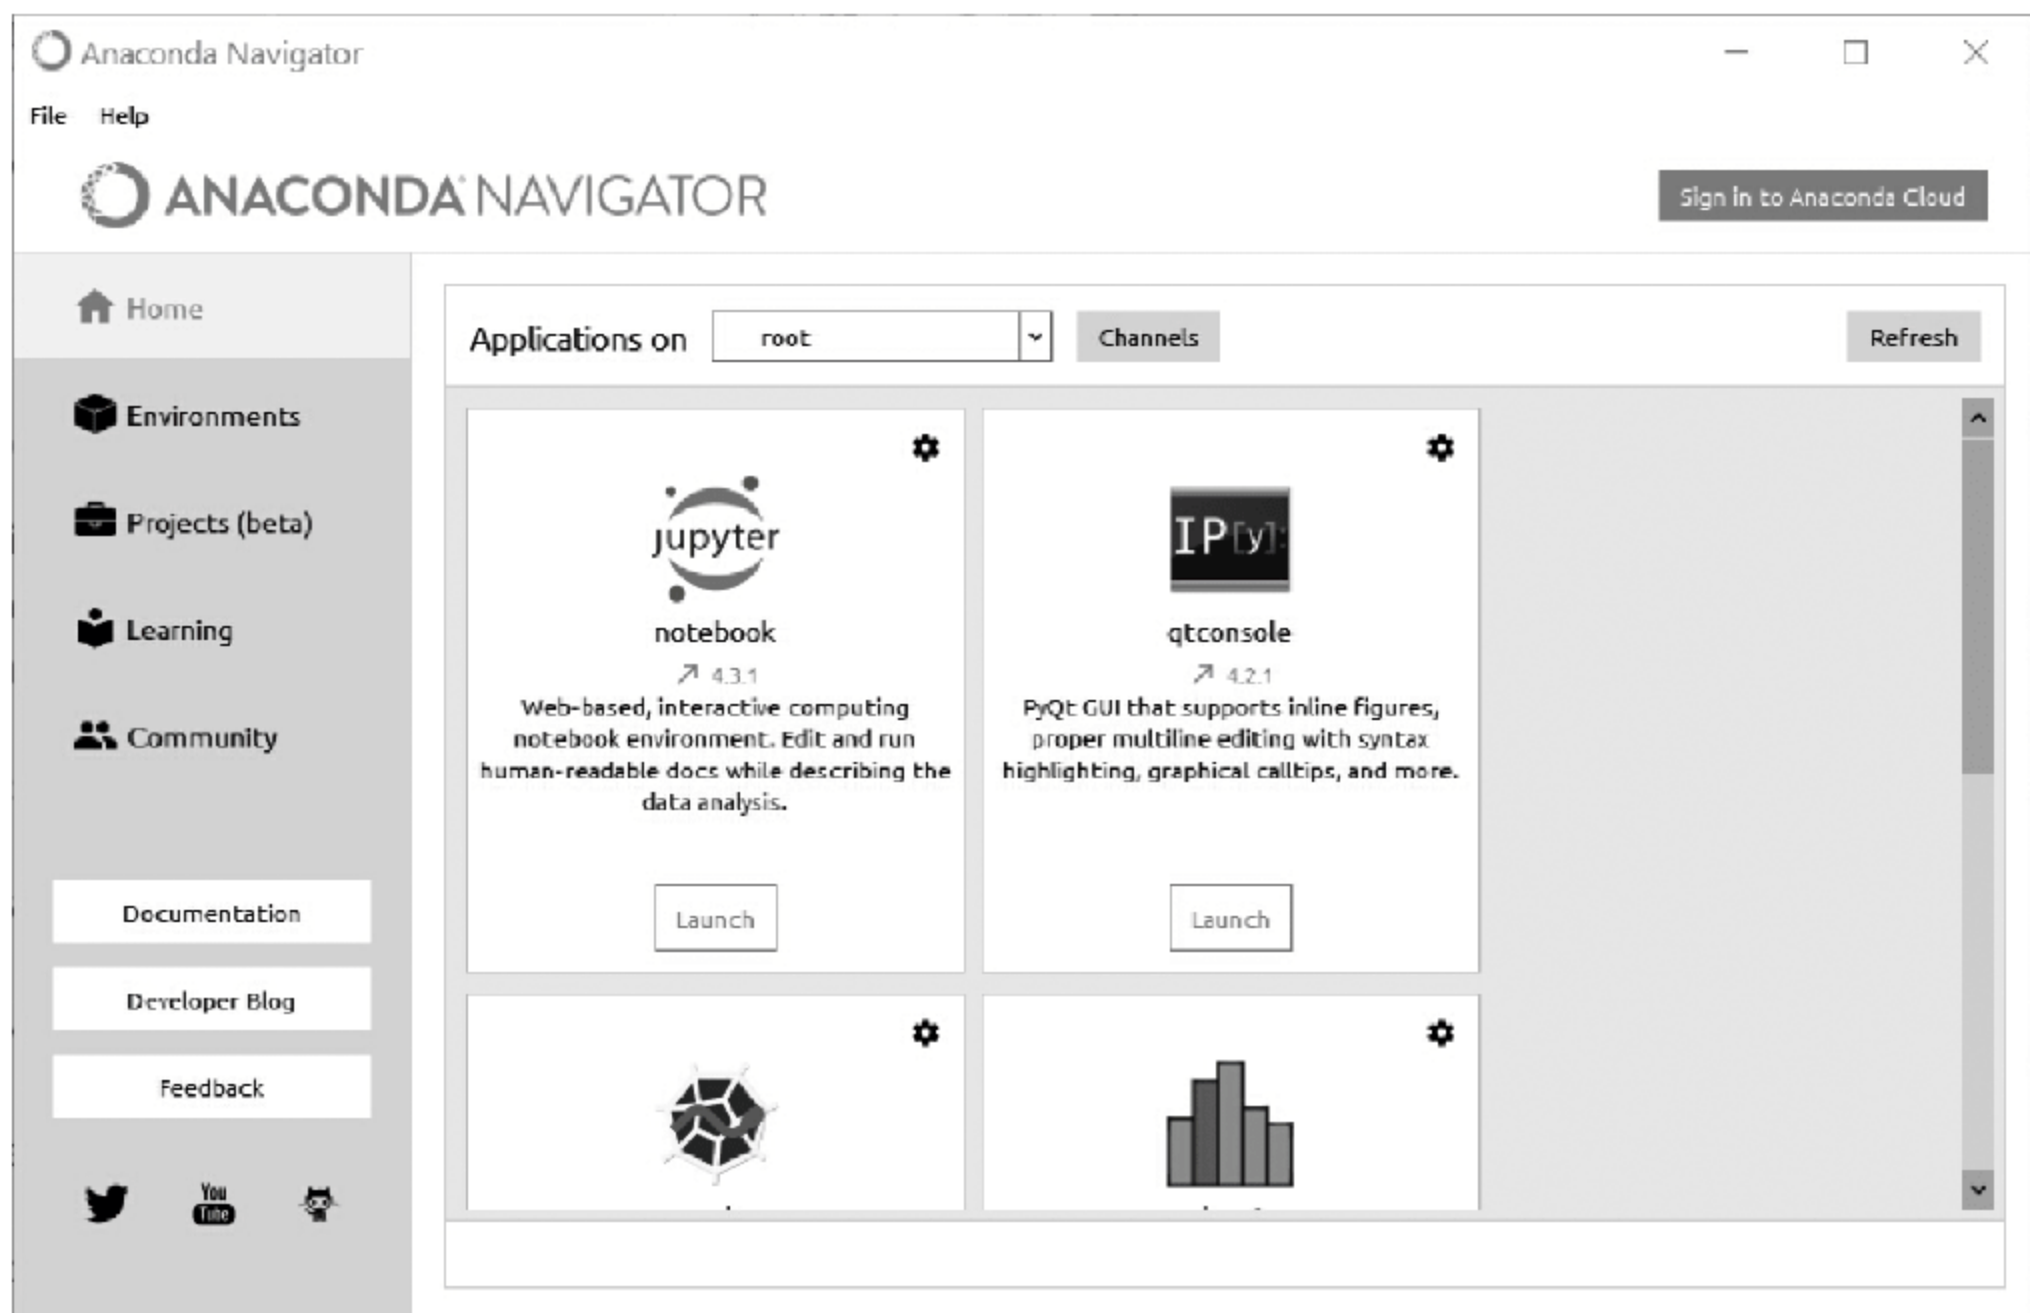 Anaconda Navigator
File Help
ANACONDA NAVIGATOR
Sign in to Anaconda Cloud
Home
Environments
Projects (beta)
Learning
Community
Documentation
Developer Blog
Feedback
You
Tube
Applications on root Channels Refresh
jupyter
notebook
4.3.1
Web-based, interactive computing
notebook environment. Edit and run
human-readable docs while describing the
data analysis.
Launch
IP[y]:
qtconsole
4.2.1
PyQt GUI that supports inline figures,
proper multiline editing with syntax
highlighting, graphical calltips, and more.
Launch